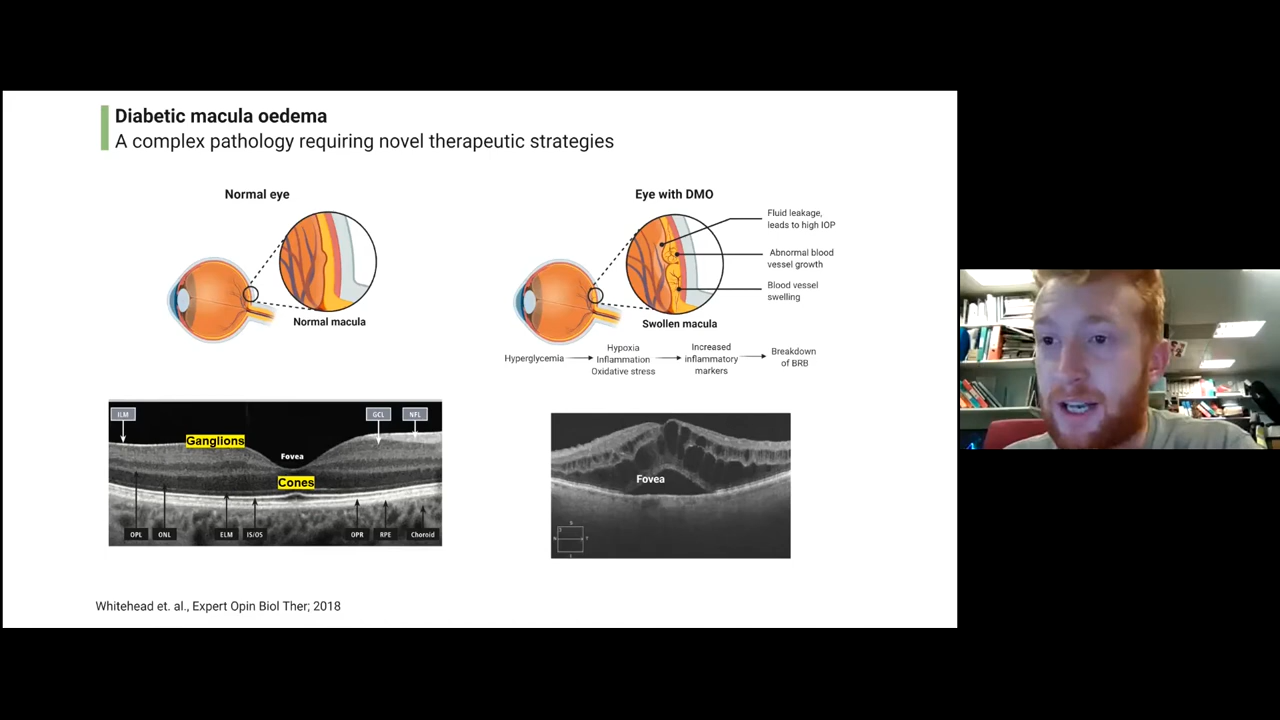 Diabetic macula oedema
A complex pathology requiring novel therapeutic strategies
Normal eye
Normal macula
Eye with DMO
Fluid leakage,
leads to high IOP
Abnormal blood
vessel growth
Blood vessel
swelling
Swollen macula
Hyperglycemia
Hypoxia
Inflammation
Oxidative stress
Increased
inflammatory
markers
Breakdown
of BRB
ILM
GCL
NFL
Ganglions
Fovea
Cones
OPL
ONL
ELM
IS/OS
OPR
RPE
Choroid
Fovea
S
N
T
I
Whitehead et. al., Expert Opin Biol Ther; 2018